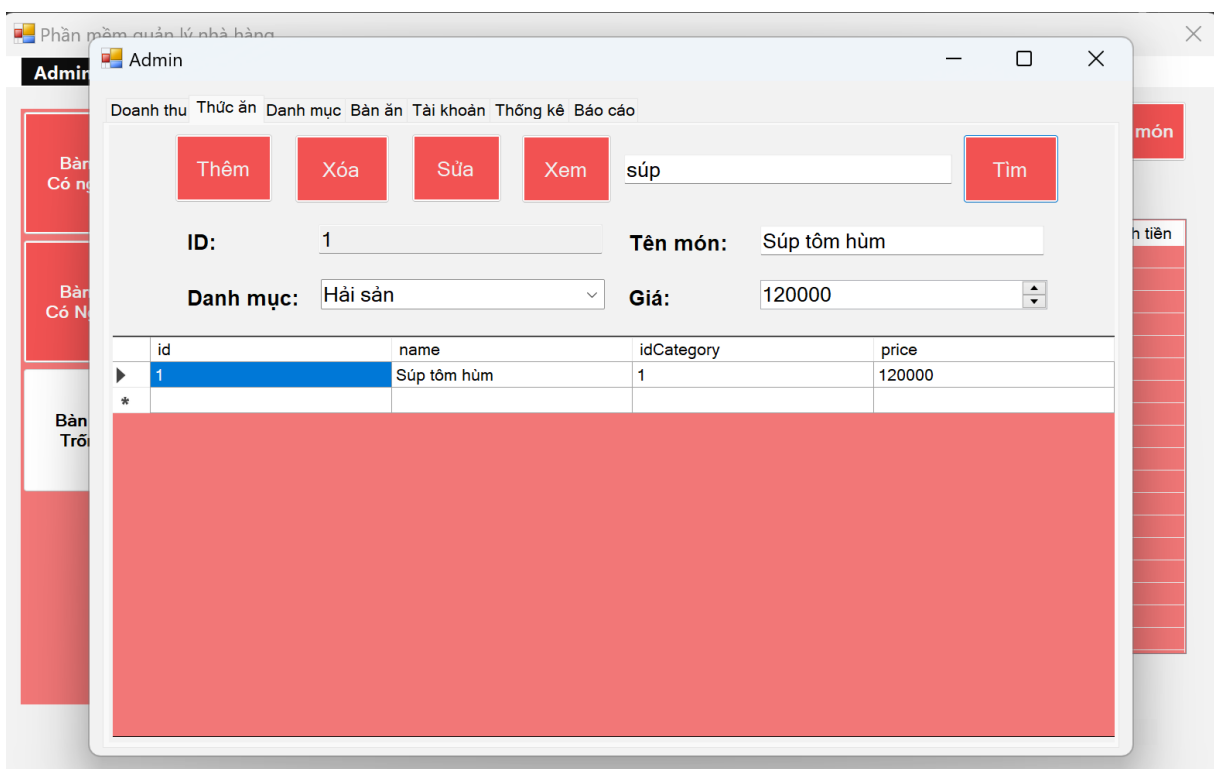 Phần mềm quản lý nhà hàng
Admin
Admin
Doanh thu Thức ăn Danh mục Bàn ăn Tài khoản Thống kê Báo cáo
món
Thêm Xóa Sửa Xem súp Tìm
Bàn
Có
ID: 1 Tên món: Súp tôm hùm
tiền
Danh mục: Hải sản Giá: 120000
Bàn
Có
id name idCategory price
1 Súp tôm hùm 1 120000
*
Bàn